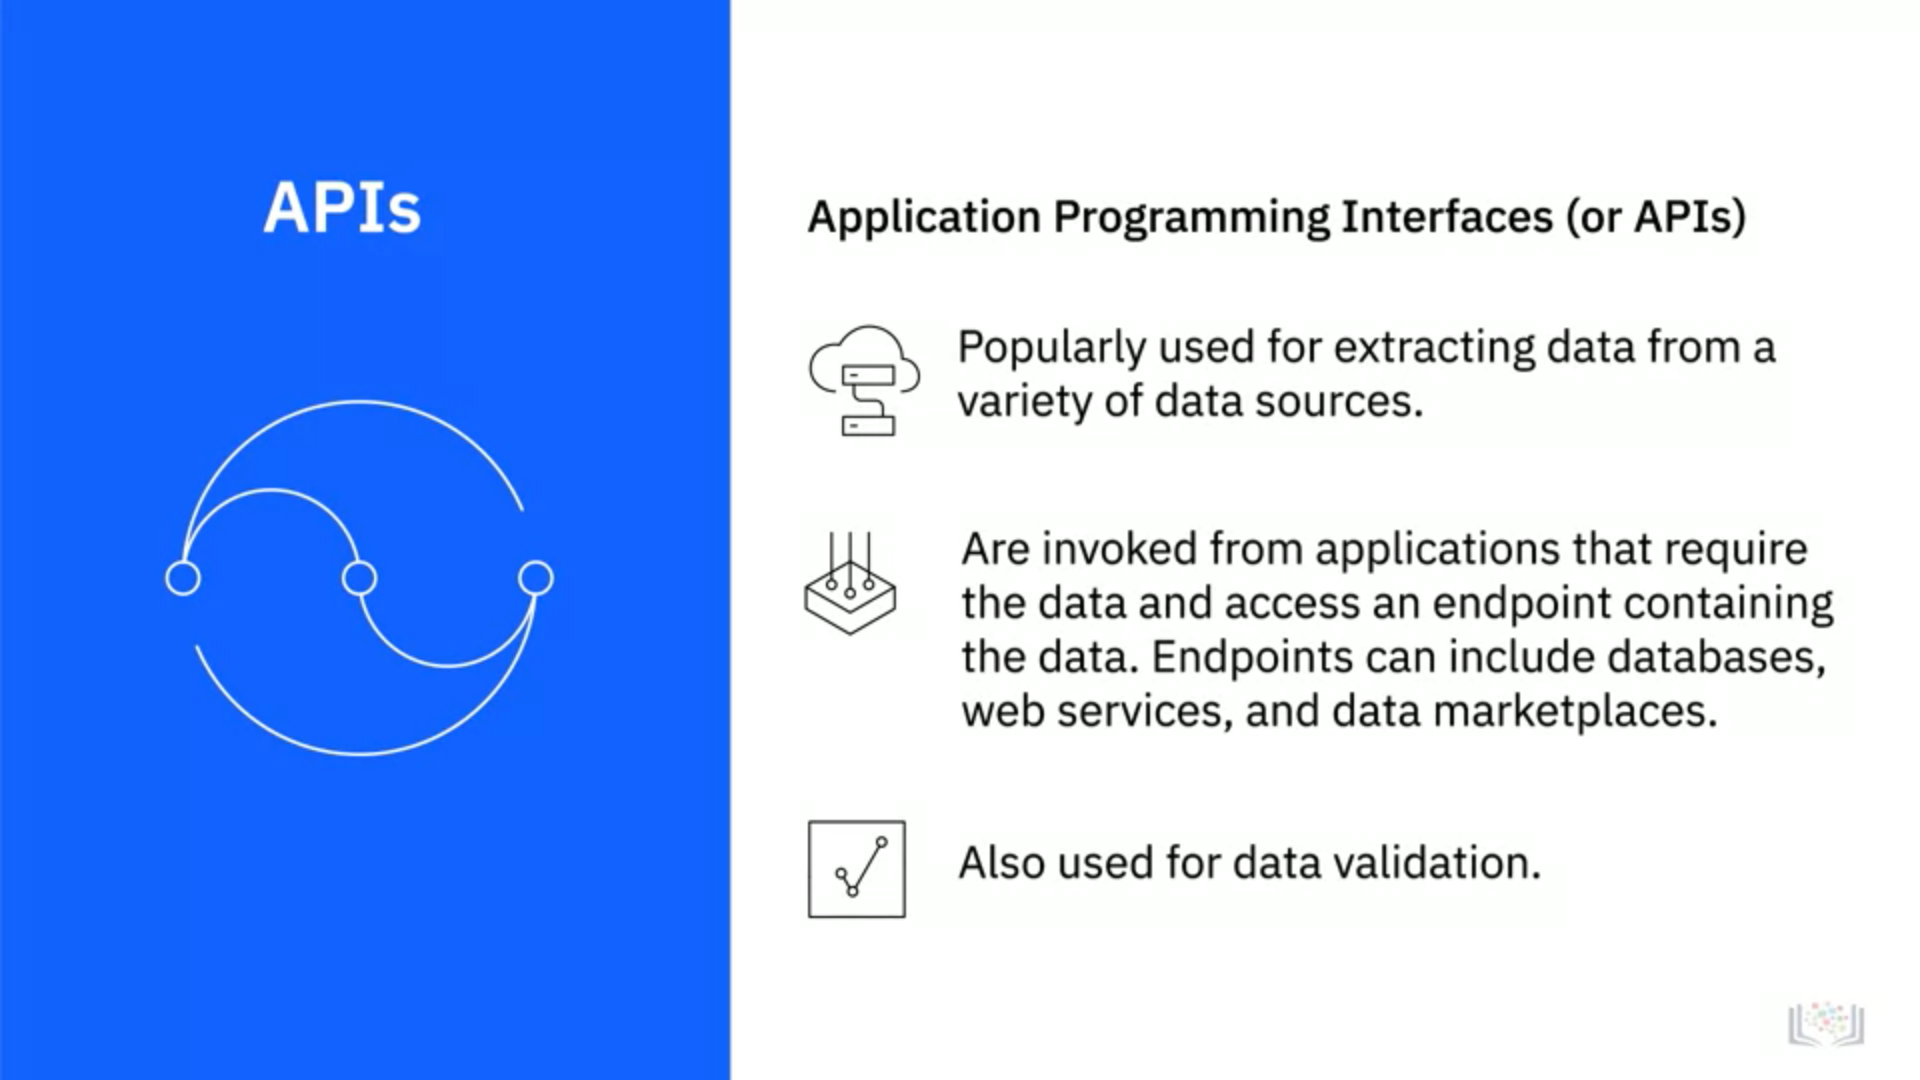 APIs
Application Programming Interfaces (or APIs)
Popularly used for extracting data from a
variety of data sources.
Are invoked from applications that require
the data and access an endpoint containing
the data. Endpoints can include databases,
web services, and data marketplaces.
Also used for data validation.